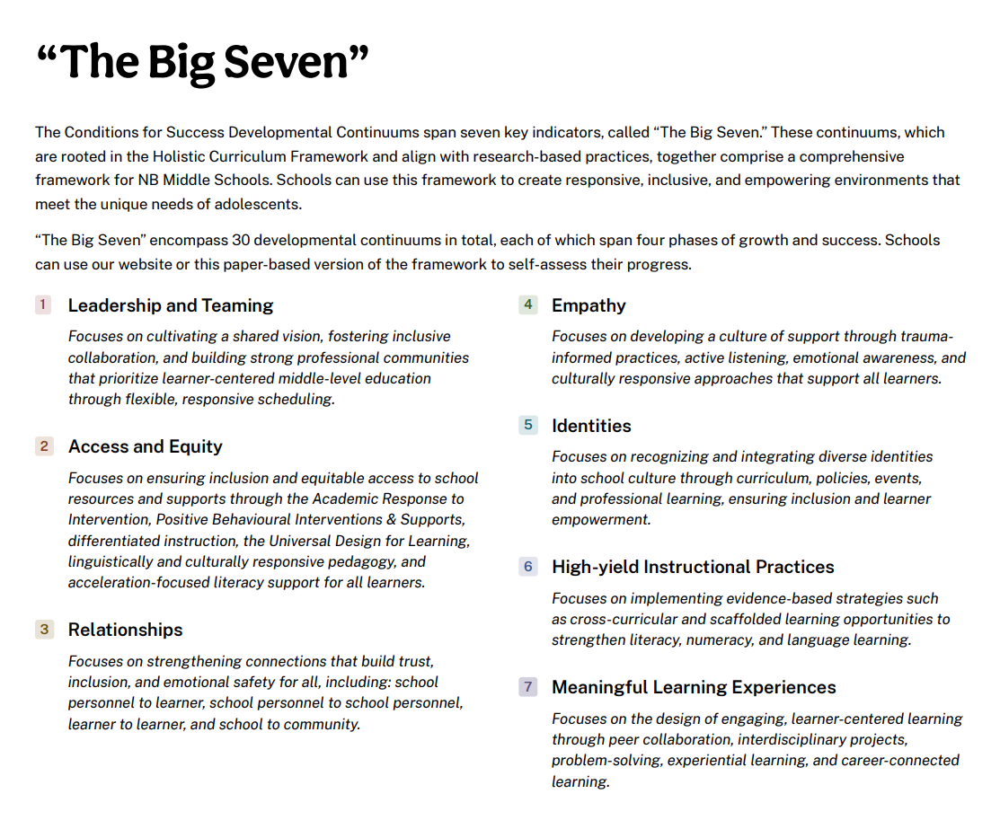 “The Big Seven”
The Conditions for Success Developmental Continuums span seven key indicators, called “The Big Seven.” These continuums, which
are rooted in the Holistic Curriculum Framework and align with research-based practices, together comprise a comprehensive
framework for NB Middle Schools. Schools can use this framework to create responsive, inclusive, and empowering environments that
meet the unique needs of adolescents.
“The Big Seven” encompass 30 developmental continuums in total, each of which span four phases of growth and success. Schools
can use our website or this paper-based version of the framework to self-assess their progress.
1 Leadership and Teaming
Focuses on cultivating a shared vision, fostering inclusive
collaboration, and building strong professional communities
that prioritize learner-centered middle-level education
through flexible, responsive scheduling.
2 Access and Equity
Focuses on ensuring inclusion and equitable access to school
resources and supports through the Academic Response to
Intervention, Positive Behavioural Interventions & Supports,
differentiated instruction, the Universal Design for Learning,
linguistically and culturally responsive pedagogy, and
acceleration-focused literacy support for all learners.
3 Relationships
Focuses on strengthening connections that build trust,
inclusion, and emotional safety for all, including: school
personnel to learner, school personnel to school personnel,
learner to learner, and school to community.
4 Empathy
Focuses on developing a culture of support through trauma-
informed practices, active listening, emotional awareness, and
culturally responsive approaches that support all learners.
5 Identities
Focuses on recognizing and integrating diverse identities
into school culture through curriculum, policies, events,
and professional learning, ensuring inclusion and learner
empowerment.
6 High-yield Instructional Practices
Focuses on implementing evidence-based strategies such
as cross-curricular and scaffolded learning opportunities to
strengthen literacy, numeracy, and language learning.
7 Meaningful Learning Experiences
Focuses on the design of engaging, learner-centered learning
through peer collaboration, interdisciplinary projects,
problem-solving, experiential learning, and career-connected
learning.